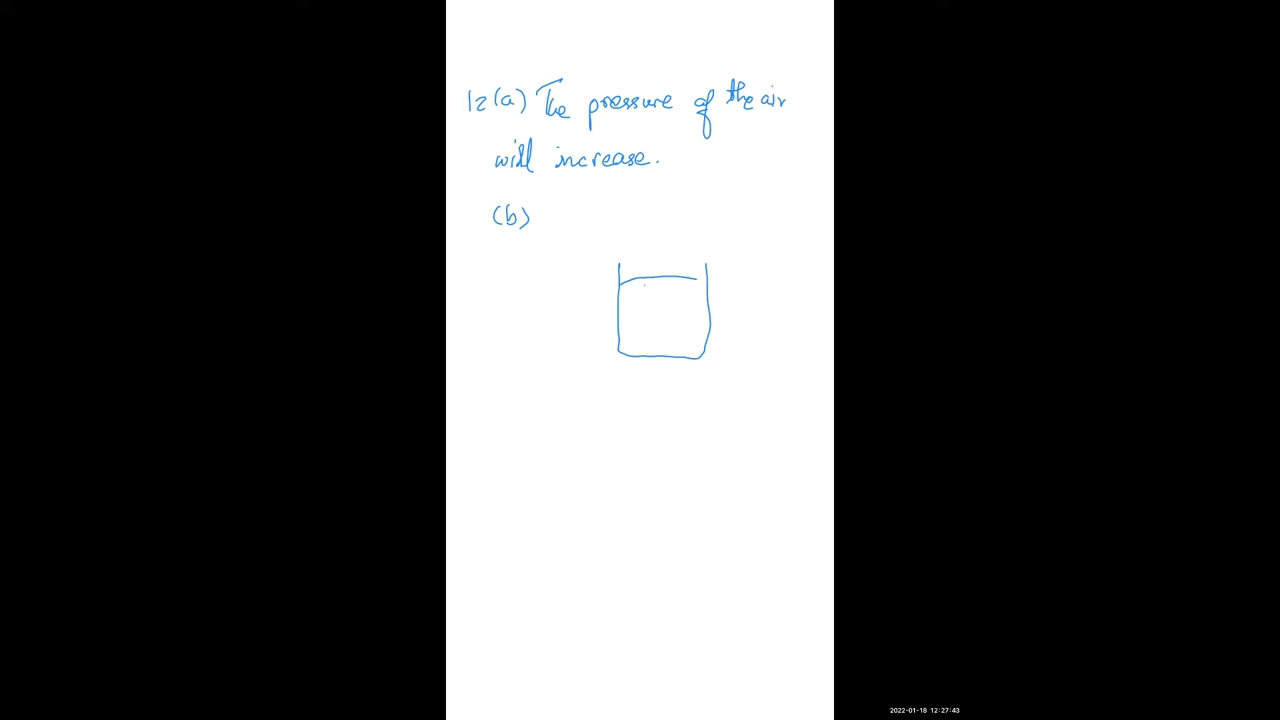 12(a) The pressure of the air
will increase.
(b)
2022-01-18 12:27:43